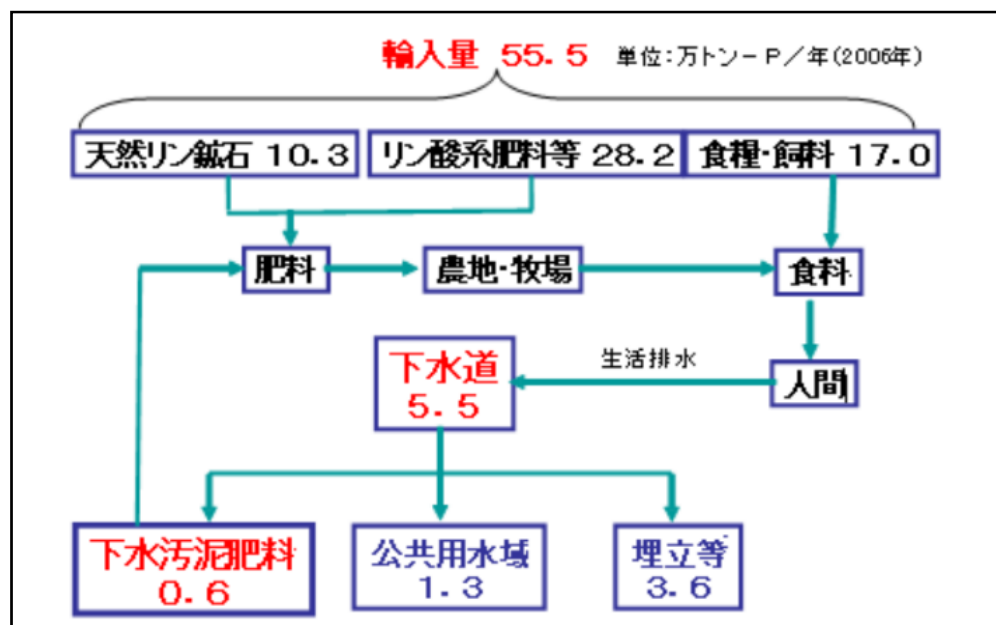 輸入量 55.5 単位:万トン-P/年(2006年)
天然リン鉱石 10.3
リン酸系肥料等 28.2
食糧・飼料 17.0
肥料
農地・牧場
食料
下水道
5.5
生活排水
人間
下水汚泥肥料
0.6
公共用水域
1.3
埋立等
3.6